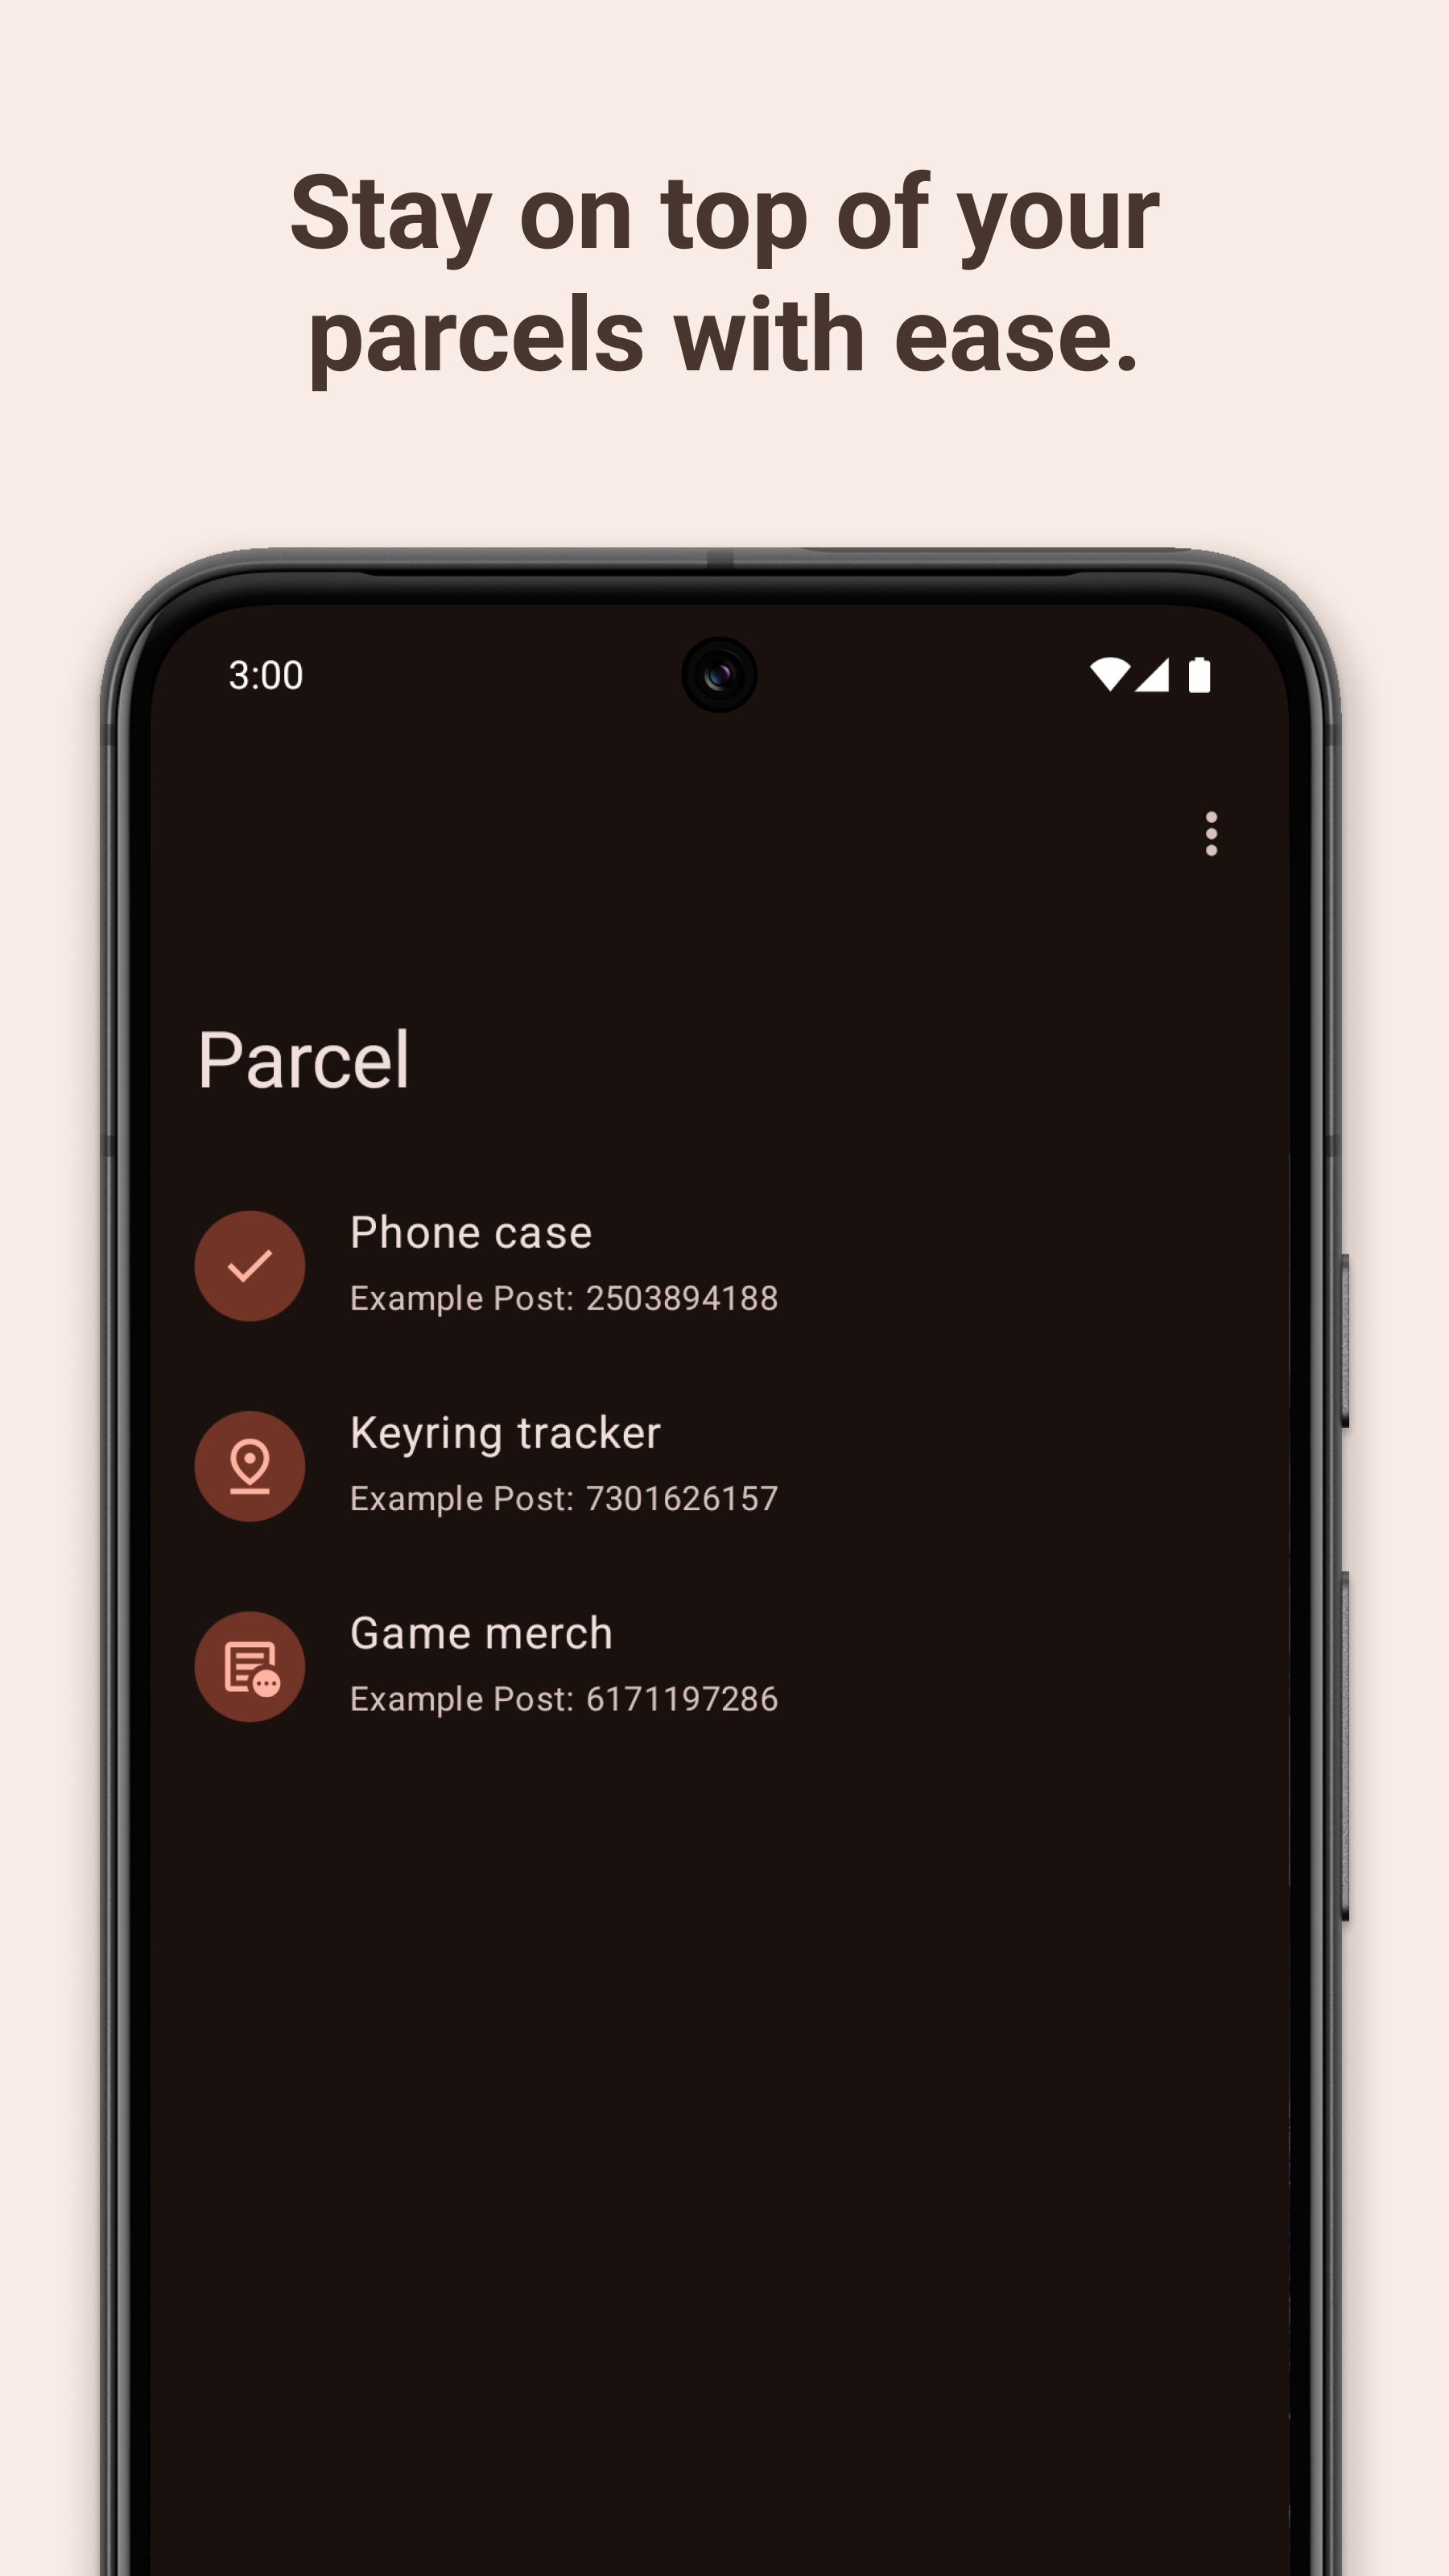 Stay on top of your
parcels with ease.
3:00
Parcel
Phone case
Example Post: 2503894188
Keyring tracker
Example Post: 7301626157
Game merch
Example Post: 6171197286